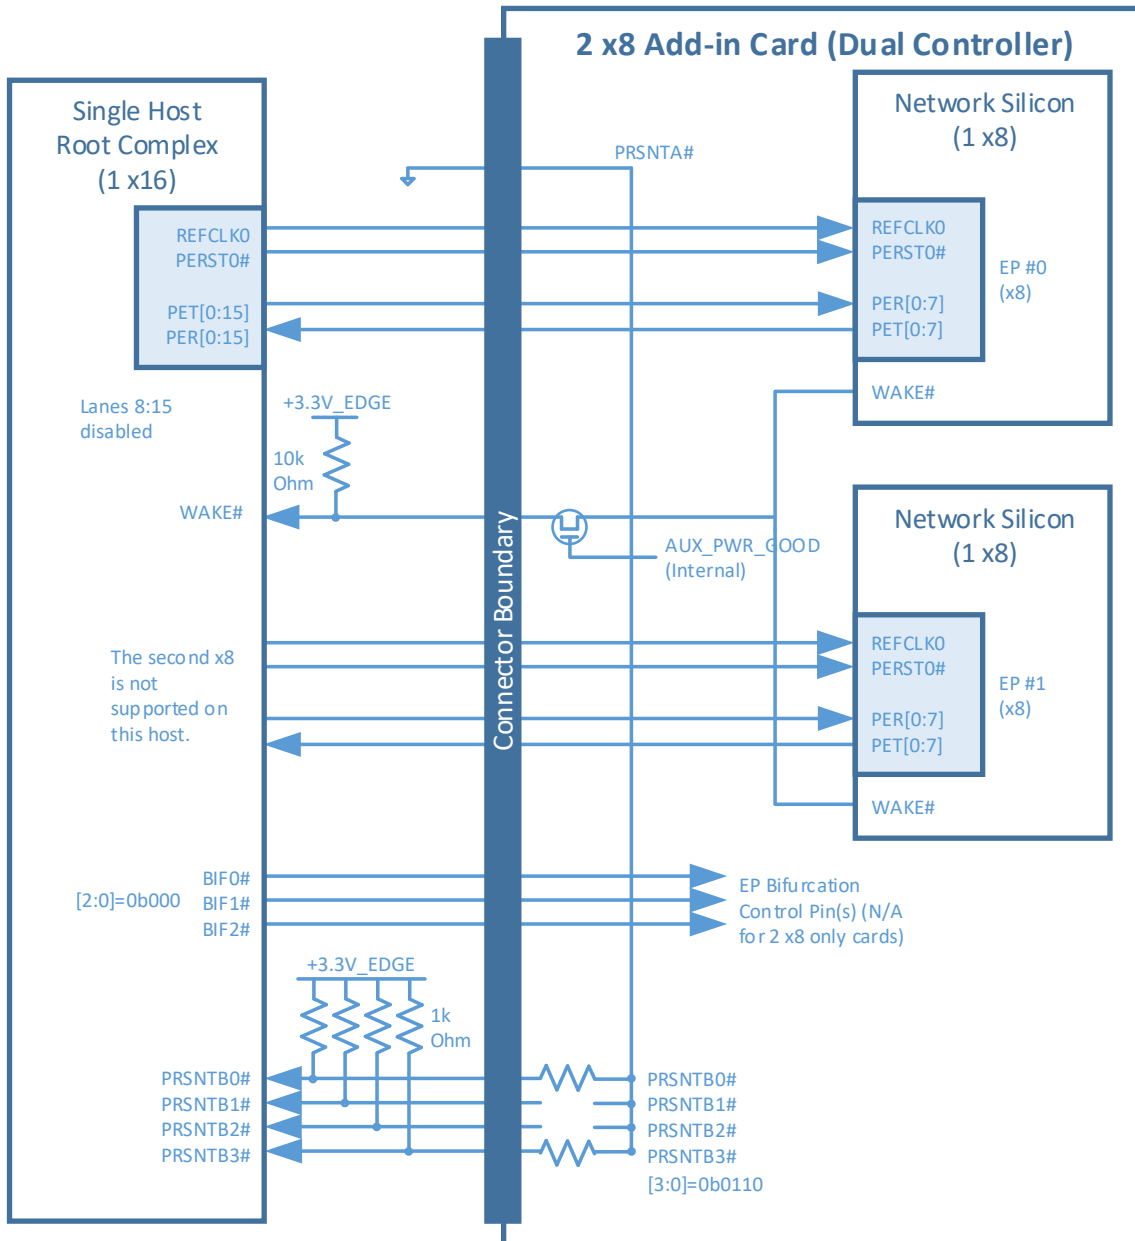 2 x8 Add-in Card (Dual Controller)
Single Host
Root Complex
(1 x16)
REFCLK0
PERST0#
PET[0:15]
PER[0:15]
Lanes 8:15
disabled
+3.3V_EDGE
10k
Ohm
WAKE#
The second x8
is not
supported on
this host.
[2:0]=0b000
BIF0#
BIF1#
BIF2#
+3.3V_EDGE
1k
Ohm
PRSNTB0#
PRSNTB1#
PRSNTB2#
PRSNTB3#
Connector Boundary
PRSNTA#
Network Silicon
(1 x8)
REFCLK0
PERST0#
PER[0:7]
PET[0:7]
EP #0
(x8)
WAKE#
AUX_PWR_GOOD
(Internal)
Network Silicon
(1 x8)
REFCLK0
PERST0#
PER[0:7]
PET[0:7]
EP #1
(x8)
WAKE#
EP Bifurcation
Control Pin(s) (N/A
for 2 x8 only cards)
PRSNTB0#
PRSNTB1#
PRSNTB2#
PRSNTB3#
[3:0]=0b0110